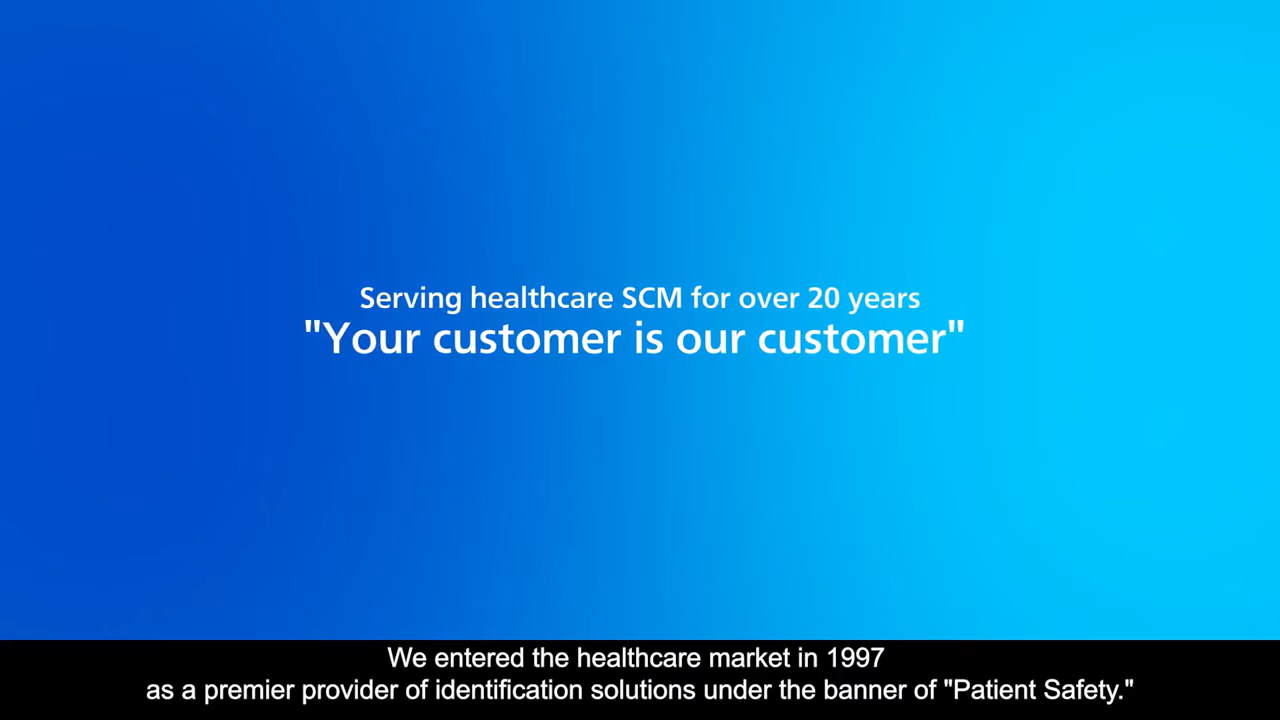 Serving healthcare SCM for over 20 years
"Your customer is our customer"
We entered the healthcare market in 1997
as a premier provider of identification solutions under the banner of "Patient Safety."